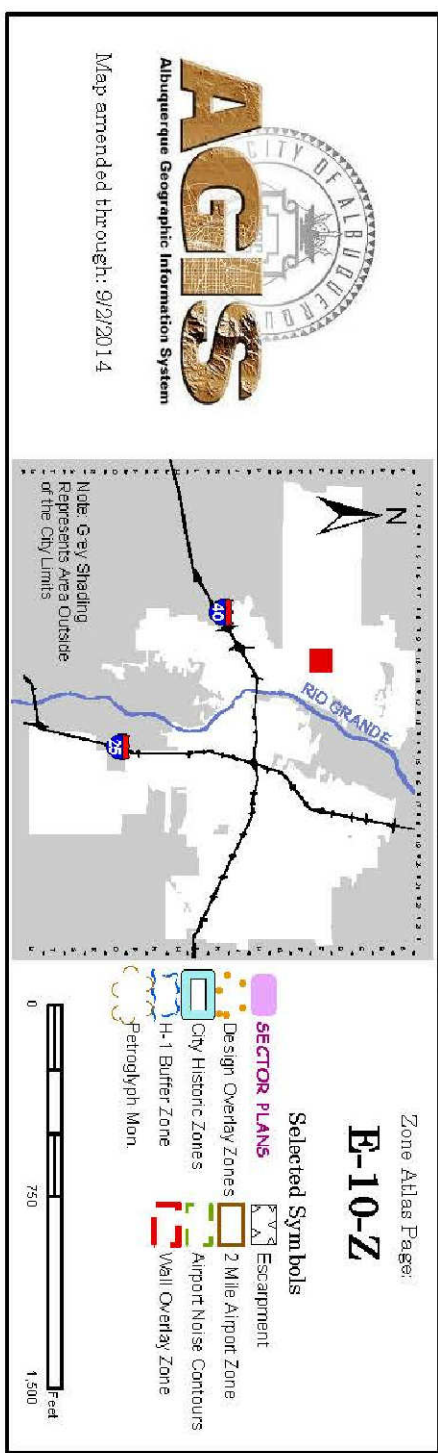 CITY OF ALBUQUERQUE
AGIS
Albuquerque Geographic Information System
Map amended through: 9/2/2014
N
40
RIO GRANDE
25
Note: Grey Shading
Represents Area Outside
of the City Limits
Zone Atlas Page:
E-10-Z
Selected Symbols
SECTOR PLANS
Design Overlay Zones
City Historic Zones
H-1 Buffer Zone
Petroglyph Mon.
Escarpment
2 Mile Airport Zone
Airport Noise Contours
Wall Overlay Zone
0 750 1,500
Feet